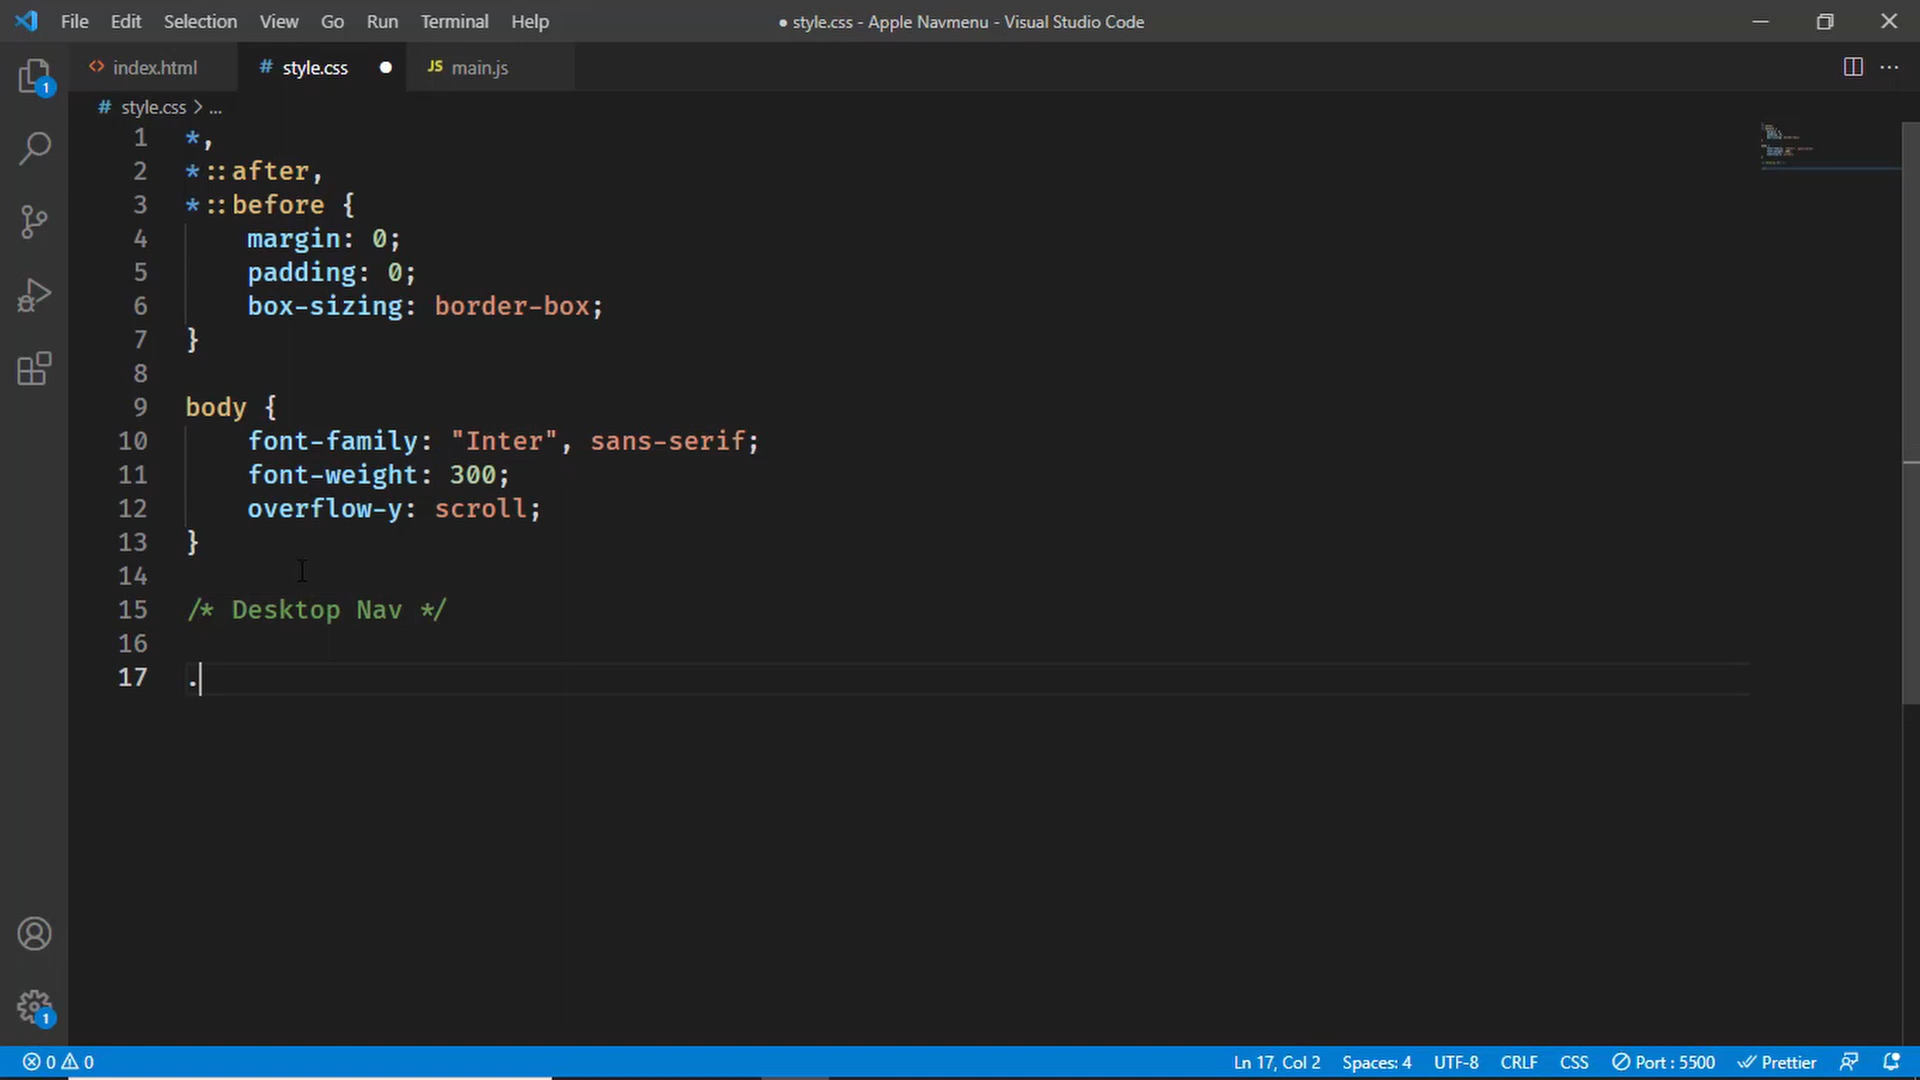 File Edit Selection View Go Run Terminal Help ● style.css - Apple Navmenu - Visual Studio Code
index.html # style.css ● JS main.js
# style.css > ...
1 *,
2 *::after,
3 *::before {
4 margin: 0;
5 padding: 0;
6 box-sizing: border-box;
7 }
8
9 body {
10 font-family: "Inter", sans-serif;
11 font-weight: 300;
12 overflow-y: scroll;
13 }
14
15 /* Desktop Nav */
16
17 .
1
1
0 0 Ln 17, Col 2 Spaces: 4 UTF-8 CRLF CSS Port : 5500 Prettier